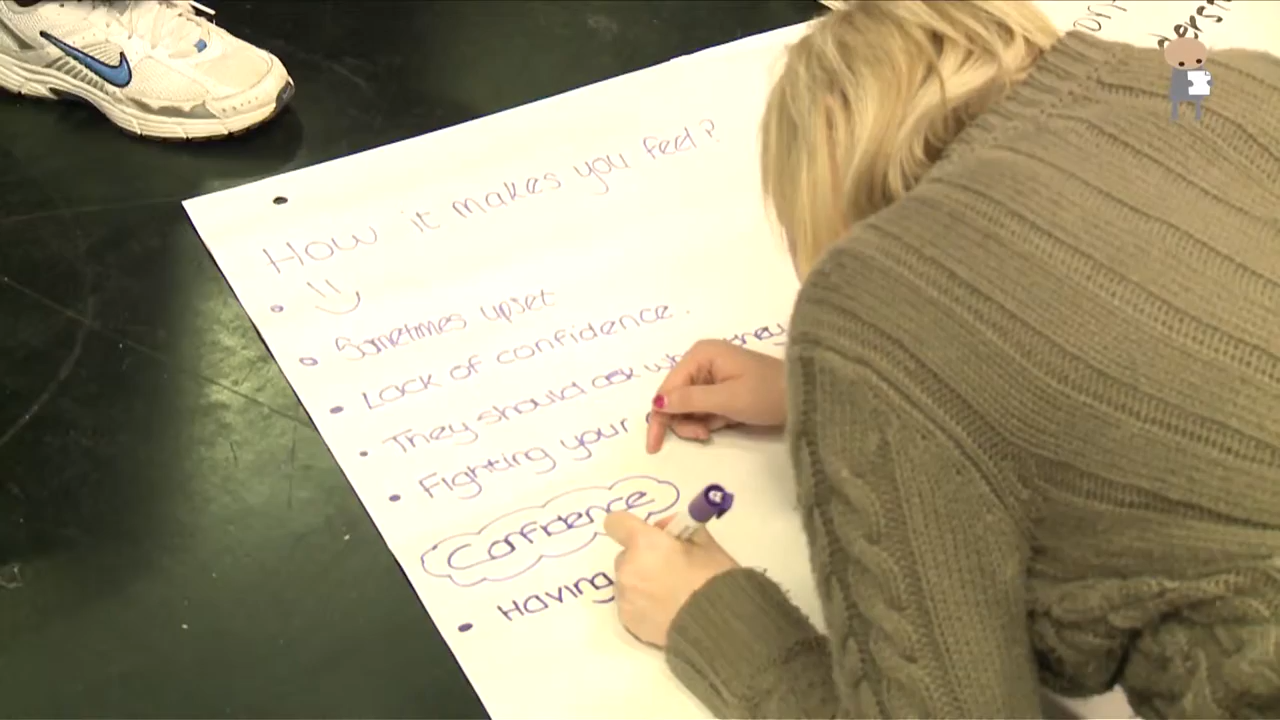 How it makes you feel?
Sometimes upset
Lack of confidence.
They should ask
Fighting your
Confidence
Having